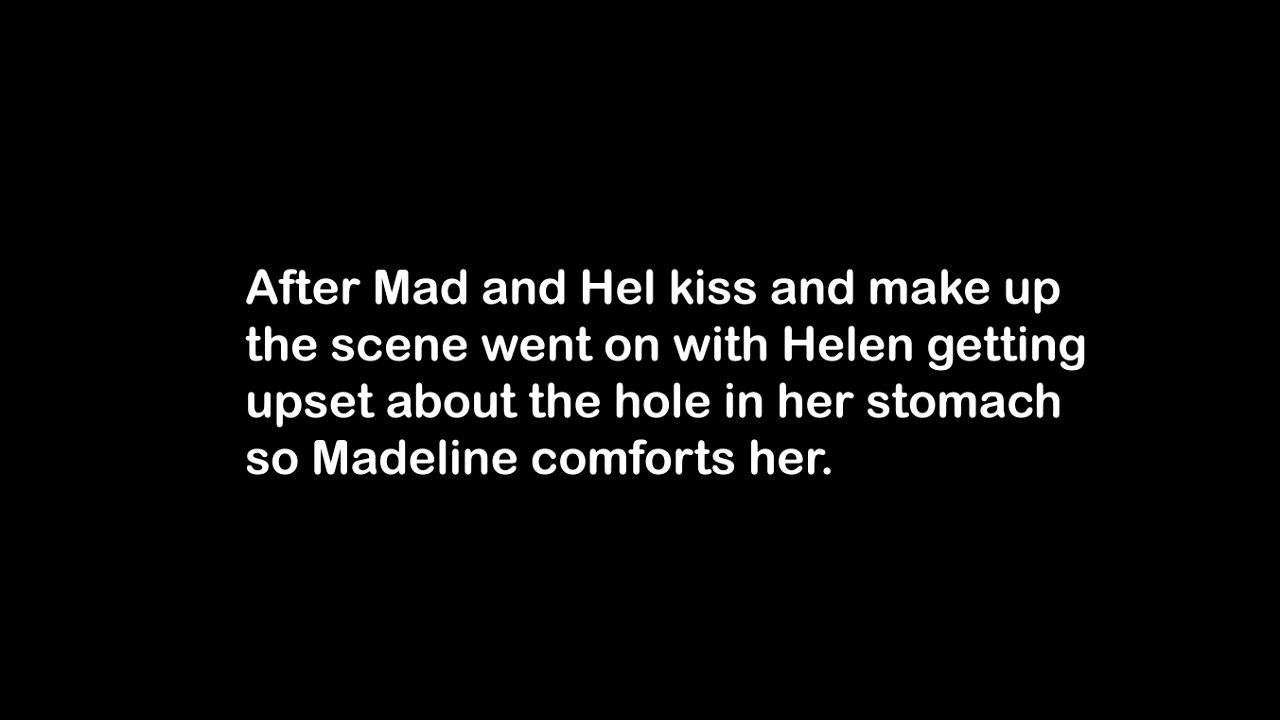 After Mad and Hel kiss and make up
the scene went on with Helen getting
upset about the hole in her stomach
so Madeline comforts her.